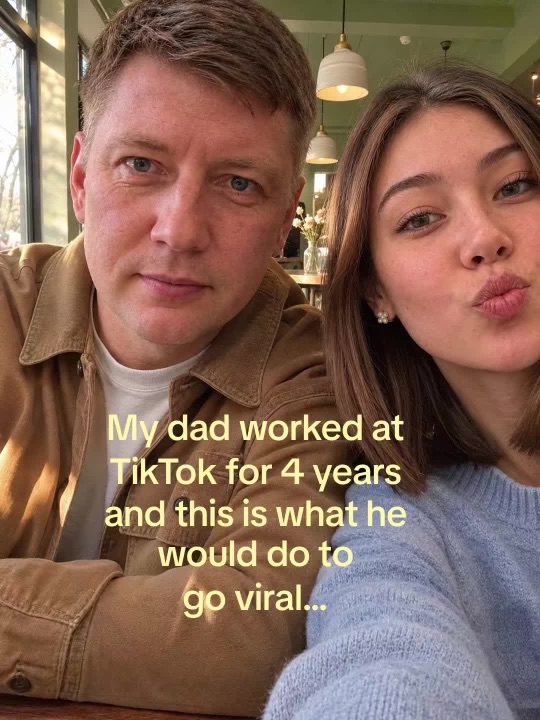 My dad worked at
TikTok for 4 years
and this is what he
would do to
go viral...